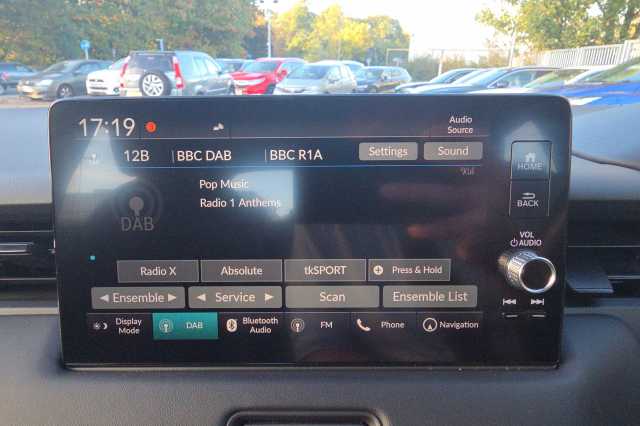 17:19
Audio
Source
12B BBC DAB BBC R1A Settings Sound
HOME
Pop Music
Radio 1 Anthems
DAB
BACK
VOL
AUDIO
Radio X Absolute tkSPORT Press & Hold
Ensemble Service Scan Ensemble List
Display
Mode
DAB
Bluetooth
Audio
FM
Phone
Navigation